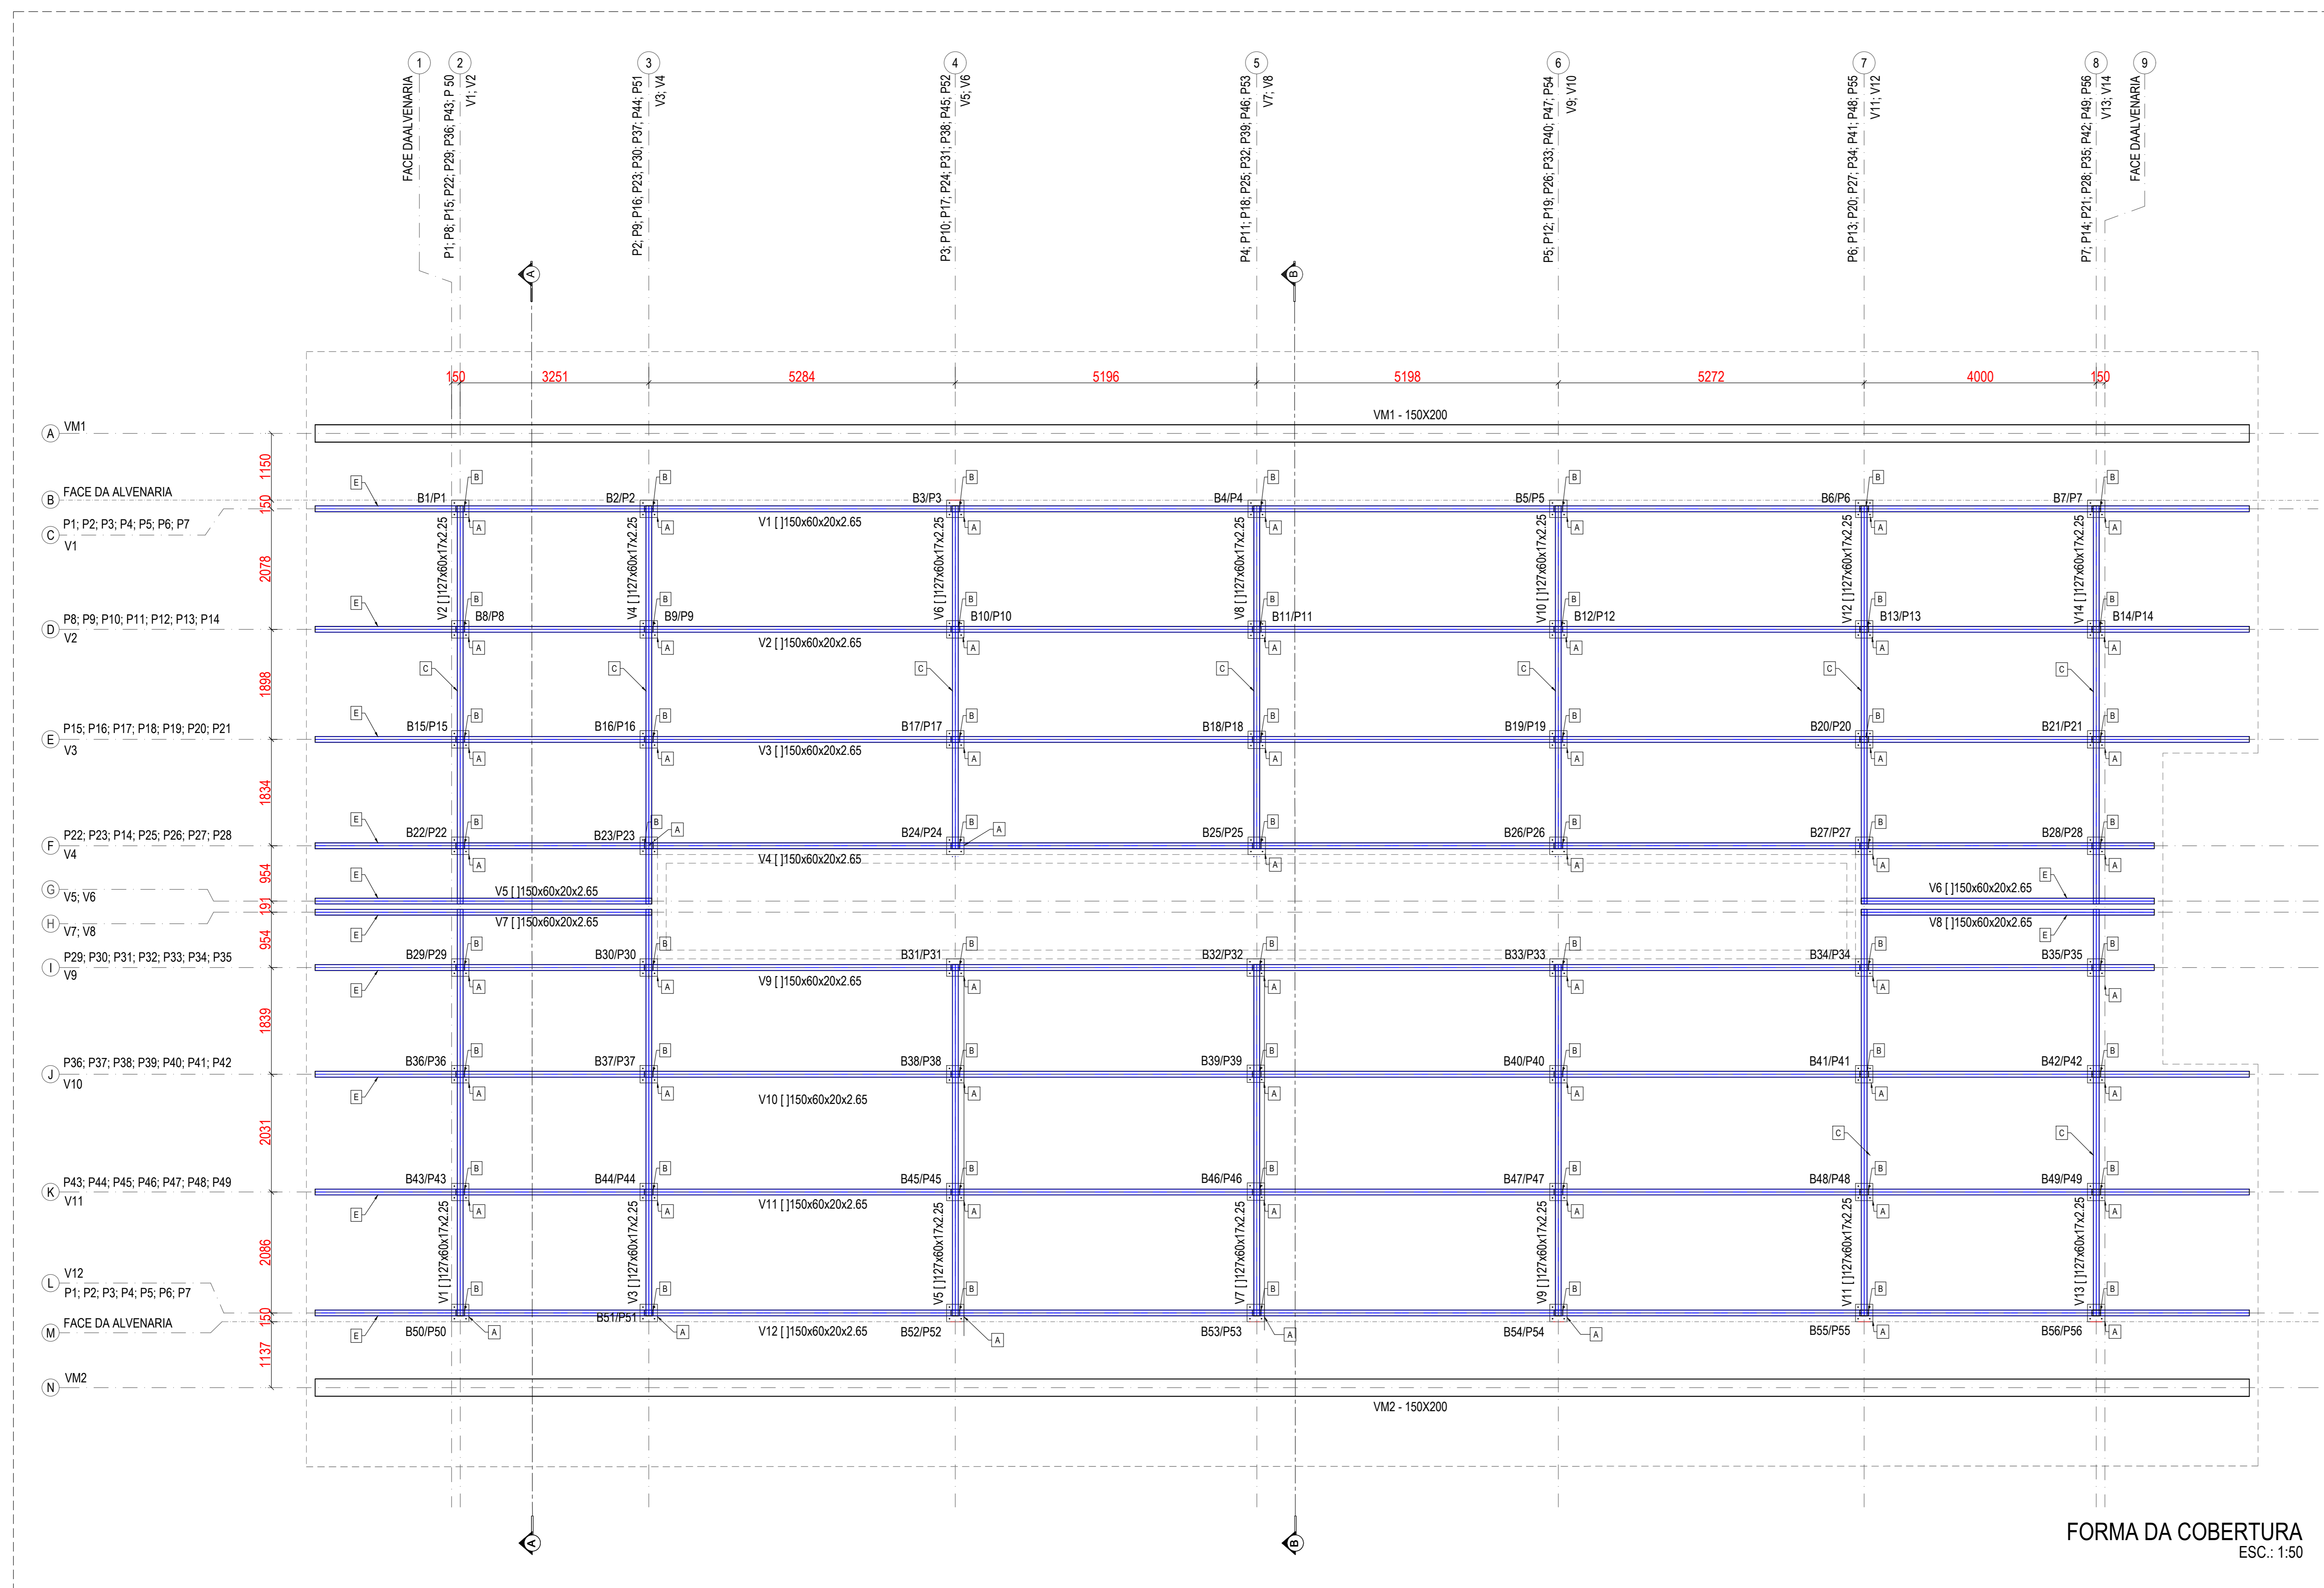 1 2 3 4 5 6 7 8 9
FACE DAALVENARIA
P1; P8; P15; P22; P29; P36; P43; P 50
V1; V2
P2; P9; P16; P23; P30; P37; P44; P51
V3; V4
P3; P10; P17; P24; P31; P38; P45; P52
V5; V6
P4; P11; P18; P25; P32; P39; P46; P53
V7; V8
P5; P12; P19; P26; P33; P40; P47; P54
V9; V10
P6; P13; P20; P27; P34; P41; P48; P55
V11; V12
P7; P14; P21; P28; P35; P42; P49; P56
V13; V14
FACE DAALVENARIA
A B
150 3251 5284 5196 5198 5272 4000 150
VM1 - 150X200
A VM1
1150
B FACE DA ALVENARIA
150
C P1; P2; P3; P4; P5; P6; P7
V1
E B B B B B B B
B1/P1 B2/P2 B3/P3 B4/P4 B5/P5 B6/P6 B7/P7
V1 [ ]150x60x20x2.65
A A A A A A A
V2 [ ]127x60x17x2.25
V4 [ ]127x60x17x2.25
V6 [ ]127x60x17x2.25
V8 [ ]127x60x17x2.25
V10 [ ]127x60x17x2.25
V12 [ ]127x60x17x2.25
V14 [ ]127x60x17x2.25
2078
D P8; P9; P10; P11; P12; P13; P14
V2
E B B B B B B B
B8/P8 B9/P9 B10/P10 B11/P11 B12/P12 B13/P13 B14/P14
V2 [ ]150x60x20x2.65
A A A A A A A
C C C C C C C
1898
E P15; P16; P17; P18; P19; P20; P21
V3
E B B B B B B B
B15/P15 B16/P16 B17/P17 B18/P18 B19/P19 B20/P20 B21/P21
V3 [ ]150x60x20x2.65
A A A A A A A
1834
F P22; P23; P14; P25; P26; P27; P28
V4
E B B B B B B B
B22/P22 B23/P23 B24/P24 B25/P25 B26/P26 B27/P27 B28/P28
V4 [ ]150x60x20x2.65
A A A A A A A
954
G V5; V6
E V5 [ ]150x60x20x2.65 V6 [ ]150x60x20x2.65 E
191
H V7; V8
E V7 [ ]150x60x20x2.65 V8 [ ]150x60x20x2.65 E
954
I P29; P30; P31; P32; P33; P34; P35
V9
B B B B B B B
B29/P29 B30/P30 B31/P31 B32/P32 B33/P33 B34/P34 B35/P35
V9 [ ]150x60x20x2.65
E A A A A A A A
1839
J P36; P37; P38; P39; P40; P41; P42
V10
B B B B B B B
B36/P36 B37/P37 B38/P38 B39/P39 B40/P40 B41/P41 B42/P42
V10 [ ]150x60x20x2.65
E A A A A A A A
C C
2031
K P43; P44; P45; P46; P47; P48; P49
V11
B B B B B B B
B43/P43 B44/P44 B45/P45 B46/P46 B47/P47 B48/P48 B49/P49
V11 [ ]150x60x20x2.65
E A A A A A A A
V1 [ ]127x60x17x2.25
V3 [ ]127x60x17x2.25
V5 [ ]127x60x17x2.25
V7 [ ]127x60x17x2.25
V9 [ ]127x60x17x2.25
V11 [ ]127x60x17x2.25
V13 [ ]127x60x17x2.25
2086
L V12
P1; P2; P3; P4; P5; P6; P7
150
M FACE DA ALVENARIA
B B B B B B B
B50/P50 B51/P51 B52/P52 B53/P53 B54/P54 B55/P55 B56/P56
V12 [ ]150x60x20x2.65
E A A A A A A A
1137
N VM2
VM2 - 150X200
A B
FORMA DA COBERTURA
ESC.: 1:50